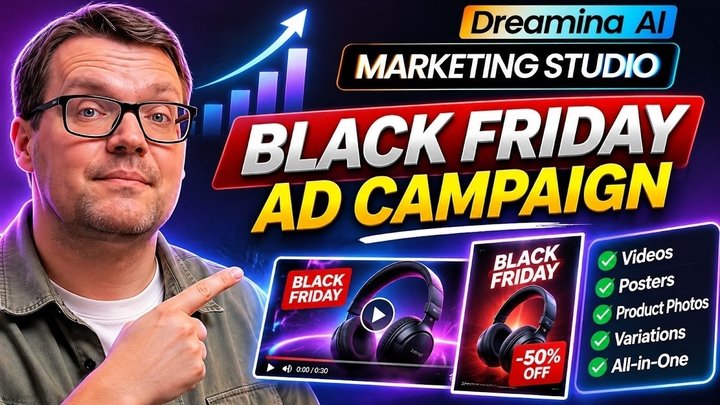 Dreamina AI
MARKETING STUDIO
BLACK FRIDAY
AD CAMPAIGN
BLACK
FRIDAY
0:00 / 0:30
BLACK
FRIDAY
-50%
OFF
Videos
Posters
Product Photos
Variations
All-in-One